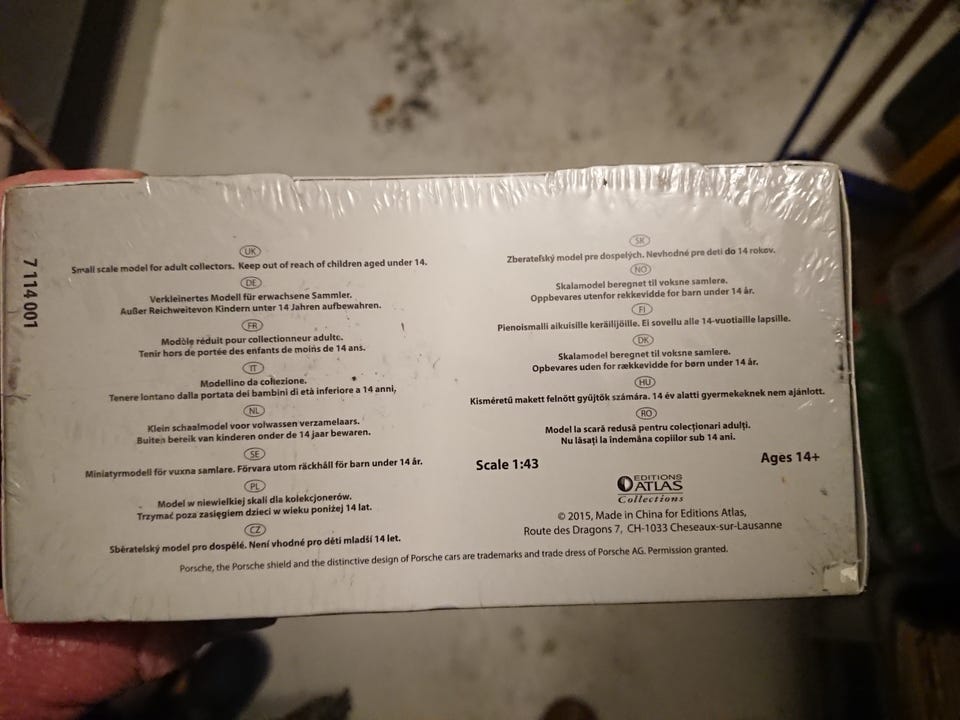 7 114 001
UK
Small scale model for adult collectors. Keep out of reach of children aged under 14.
DE
Verkleinertes Modell für erwachsene Sammler.
Außer Reichweitevon Kindern unter 14 Jahren aufbewahren.
FR
Modèle réduit pour collectionneur adulte.
Tenir hors de portée des enfants de moins de 14 ans.
IT
Modellino da collezione.
Tenere lontano dalla portata dei bambini di età inferiore a 14 anni,
NL
Klein schaalmodel voor volwassen verzamelaars.
Buiten bereik van kinderen onder de 14 jaar bewaren.
SE
Miniatyrmodell för vuxna samlare. Förvara utom räckhåll för barn under 14 år.
PL
Model w niewielkiej skali dla kolekcjonerów.
Trzymać poza zasięgiem dzieci w wieku poniżej 14 lat.
CZ
Sběratelský model pro dospělé. Není vhodné pro děti mladší 14 let.
SK
Zberateľský model pre dospelých. Nevhodné pre deti do 14 rokov.
NO
Skalamodel beregnet til voksne samlere.
Oppbevares utenfor rekkevidde for barn under 14 år.
FI
Pienoismalli aikuisille keräilijöille. Ei sovellu alle 14-vuotiaille lapsille.
DK
Skalamodel beregnet til voksne samlere.
Opbevares uden for rækkevidde for børn under 14 år.
HU
Kisméretű makett felnőtt gyűjtők számára. 14 év alatti gyermekeknek nem ajánlott.
RO
Model la scară redusă pentru colecționari adulți.
Nu lăsați la îndemâna copiilor sub 14 ani.
Scale 1:43
Ages 14+
EDITIONS
ATLAS
Collections
© 2015, Made in China for Editions Atlas,
Route des Dragons 7, CH-1033 Cheseaux-sur-Lausanne
Porsche, the Porsche shield and the distinctive design of Porsche cars are trademarks and trade dress of Porsche AG. Permission granted.